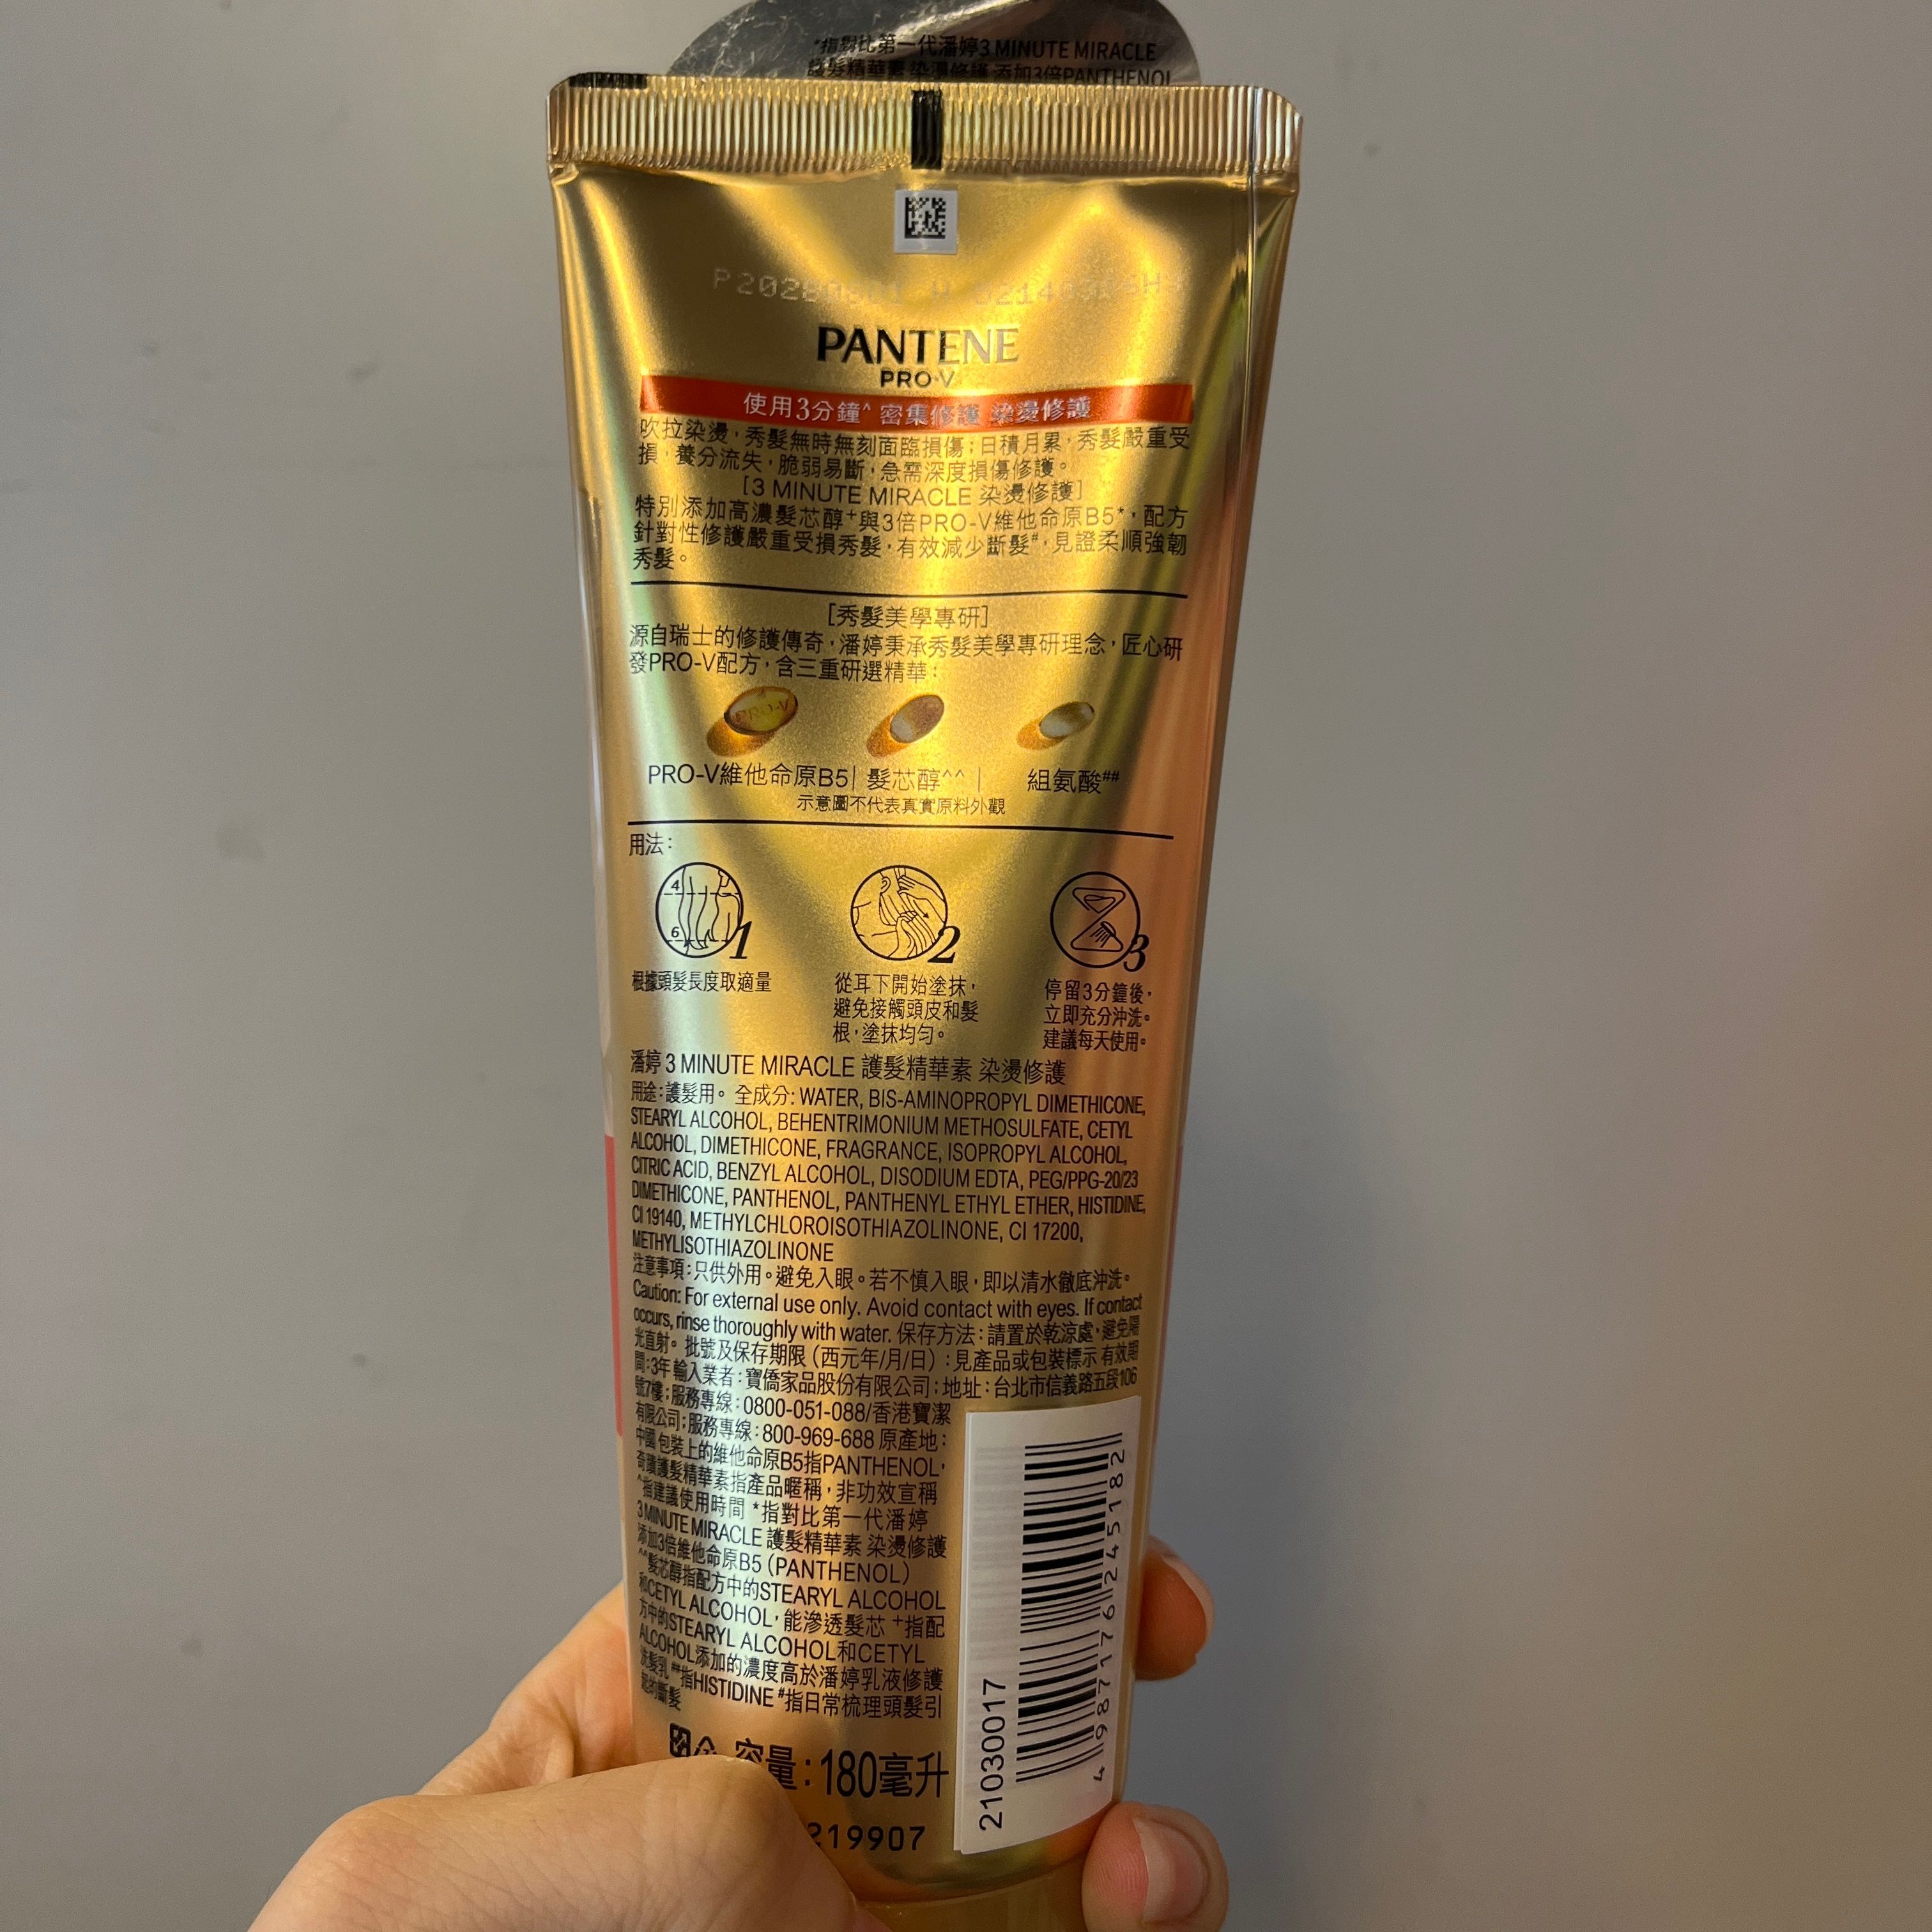 *指對比第一代潘婷3 MINUTE MIRACLE
護髮精華素 染燙修護 添加3倍PANTHENOL
PANTENE
PRO-V
使用3分鐘^ 密集修護 染燙修護
吹拉染燙，秀髮無時無刻面臨損傷；日積月累，秀髮嚴重受
損，養分流失，脆弱易斷，急需深度損傷修護。
[3 MINUTE MIRACLE 染燙修護]
特別添加高濃髮芯醇⁺與3倍PRO-V維他命原B5*，配方
針對性修護嚴重受損秀髮，有效減少斷髮#，見證柔順強韌
秀髮。
[秀髮美學專研]
源自瑞士的修護傳奇，潘婷秉承秀髮美學專研理念，匠心研
發PRO-V配方，含三重研選精華：
PRO-V
PRO-V維他命原B5| 髮芯醇^^ | 組氨酸##
示意圖不代表真實原料外觀
用法：
4
6
1
2
3
根據頭髮長度取適量
從耳下開始塗抹，
避免接觸頭皮和髮
根，塗抹均勻。
停留3分鐘後，
立即充分沖洗。
建議每天使用。
潘婷 3 MINUTE MIRACLE 護髮精華素 染燙修護
用途：護髮用。 全成分: WATER, BIS-AMINOPROPYL DIMETHICONE,
STEARYL ALCOHOL, BEHENTRIMONIUM METHOSULFATE, CETYL
ALCOHOL, DIMETHICONE, FRAGRANCE, ISOPROPYL ALCOHOL,
CITRIC ACID, BENZYL ALCOHOL, DISODIUM EDTA, PEG/PPG-20/23
DIMETHICONE, PANTHENOL, PANTHENYL ETHYL ETHER, HISTIDINE,
CI 19140, METHYLCHLOROISOTHIAZOLINONE, CI 17200,
METHYLISOTHIAZOLINONE
注意事項：只供外用。避免入眼。若不慎入眼，即以清水徹底沖洗。
Caution: For external use only. Avoid contact with eyes. If contact
occurs, rinse thoroughly with water. 保存方法：請置於乾涼處，避免陽
光直射。 批號及保存期限（西元年/月/日）：見產品或包裝標示 有效期
間：3年 輸入業者：寶僑家品股份有限公司；地址：台北市信義路五段106
號7樓；服務專線：0800-051-088/香港寶潔
有限公司；服務專線：800-969-688 原產地：
中國 包裝上的維他命原B5指PANTHENOL，
奇蹟護髮精華素指產品暱稱，非功效宣稱
^指建議使用時間 *指對比第一代潘婷
3 MINUTE MIRACLE 護髮精華素 染燙修護
添加3倍維他命原B5 (PANTHENOL)
^^髮芯醇指配方中的STEARYL ALCOHOL
和CETYL ALCOHOL，能滲透髮芯 ⁺指配
方中的STEARYL ALCOHOL和CETYL
ALCOHOL添加的濃度高於潘婷乳液修護
洗髮乳 ##指HISTIDINE #指日常梳理頭髮引
起的斷髮
容量：180毫升
219907
21030017
4 987176 245182